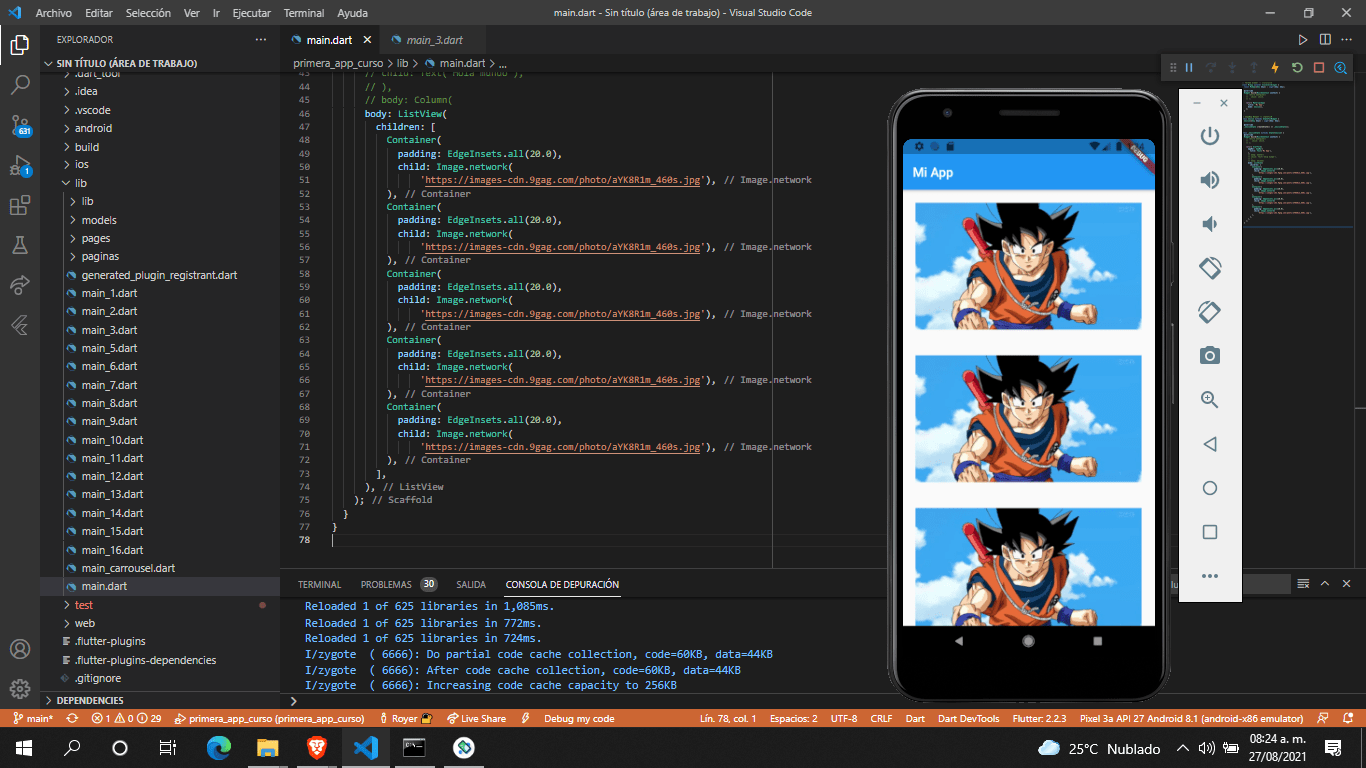 Archivo Editar Selección Ver Ir Ejecutar Terminal Ayuda
main.dart - Sin título (área de trabajo) - Visual Studio Code
EXPLORADOR
main.dart
main_3.dart
SIN TÍTULO (ÁREA DE TRABAJO)
primera_app_curso > lib > main.dart > ...
.dart_tool
.idea
.vscode
android
build
ios
lib
lib
models
pages
paginas
generated_plugin_registrant.dart
main_1.dart
main_2.dart
main_3.dart
main_5.dart
main_6.dart
main_7.dart
main_8.dart
main_9.dart
main_10.dart
main_11.dart
main_12.dart
main_13.dart
main_14.dart
main_15.dart
main_16.dart
main_carrousel.dart
main.dart
test
web
.flutter-plugins
.flutter-plugins-dependencies
.gitignore
DEPENDENCIES
631
1
43 // child: Text('Hola mundo'),
44 // ),
45 // body: Column(
46 body: ListView(
47 children: [
48 Container(
49 padding: EdgeInsets.all(20.0),
50 child: Image.network(
51 'https://images-cdn.9gag.com/photo/aYK8R1m_460s.jpg'), // Image.network
52 ), // Container
53 Container(
54 padding: EdgeInsets.all(20.0),
55 child: Image.network(
56 'https://images-cdn.9gag.com/photo/aYK8R1m_460s.jpg'), // Image.network
57 ), // Container
58 Container(
59 padding: EdgeInsets.all(20.0),
60 child: Image.network(
61 'https://images-cdn.9gag.com/photo/aYK8R1m_460s.jpg'), // Image.network
62 ), // Container
63 Container(
64 padding: EdgeInsets.all(20.0),
65 child: Image.network(
66 'https://images-cdn.9gag.com/photo/aYK8R1m_460s.jpg'), // Image.network
67 ), // Container
68 Container(
69 padding: EdgeInsets.all(20.0),
70 child: Image.network(
71 'https://images-cdn.9gag.com/photo/aYK8R1m_460s.jpg'), // Image.network
72 ), // Container
73 ],
74 ), // ListView
75 ); // Scaffold
76 }
77 }
78
DEBUG
Mi App
TERMINAL PROBLEMAS 30 SALIDA CONSOLA DE DEPURACIÓN
Reloaded 1 of 625 libraries in 1,085ms.
Reloaded 1 of 625 libraries in 772ms.
Reloaded 1 of 625 libraries in 724ms.
I/zygote ( 6666): Do partial code cache collection, code=60KB, data=44KB
I/zygote ( 6666): After code cache collection, code=60KB, data=44KB
I/zygote ( 6666): Increasing code cache capacity to 256KB
main* 1 0 29 primera_app_curso (primera_app_curso) Royer Live Share Debug my code Lín. 78, col. 1 Espacios: 2 UTF-8 CRLF Dart Dart DevTools Flutter: 2.2.3 Pixel 3a API 27 Android 8.1 (android-x86 emulator)
25°C Nublado
08:24 a. m.
27/08/2021